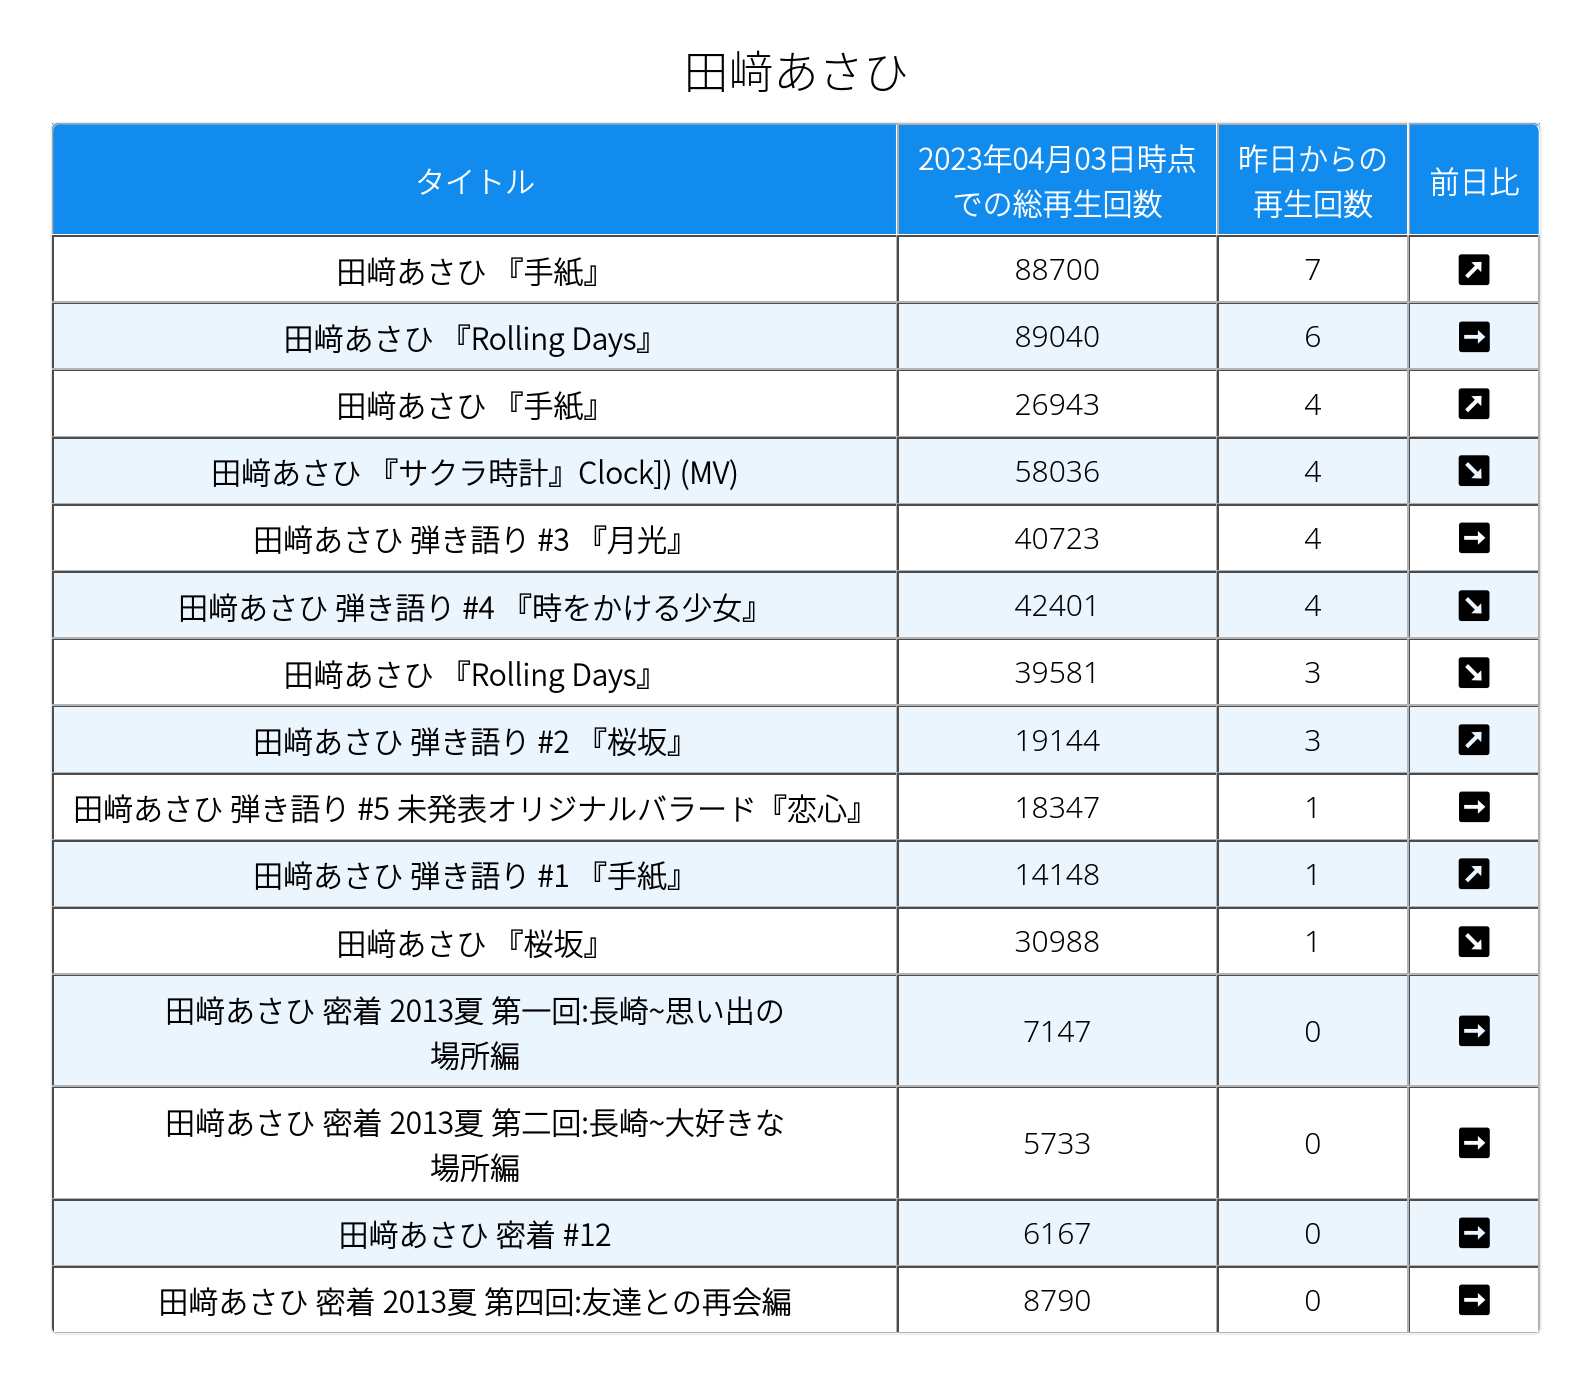 田﨑あさひ
タイトル
2023年04月03日時点
での総再生回数
昨日からの
再生回数
前日比
田﨑あさひ 『手紙』 88700 7 ↗
田﨑あさひ 『Rolling Days』 89040 6 →
田﨑あさひ 『手紙』 26943 4 ↗
田﨑あさひ 『サクラ時計』Clock]) (MV) 58036 4 ↘
田﨑あさひ 弾き語り #3 『月光』 40723 4 →
田﨑あさひ 弾き語り #4 『時をかける少女』 42401 4 ↘
田﨑あさひ 『Rolling Days』 39581 3 ↘
田﨑あさひ 弾き語り #2 『桜坂』 19144 3 ↗
田﨑あさひ 弾き語り #5 未発表オリジナルバラード『恋心』 18347 1 →
田﨑あさひ 弾き語り #1 『手紙』 14148 1 ↗
田﨑あさひ 『桜坂』 30988 1 ↘
田﨑あさひ 密着 2013夏 第一回:長崎~思い出の
場所編 7147 0 →
田﨑あさひ 密着 2013夏 第二回:長崎~大好きな
場所編 5733 0 →
田﨑あさひ 密着 #12 6167 0 →
田﨑あさひ 密着 2013夏 第四回:友達との再会編 8790 0 →